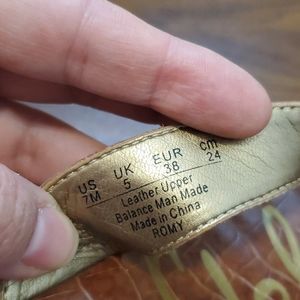 US UK EUR cm
7M 5 38 24
Leather Upper
Balance Man Made
Made in China
ROMY